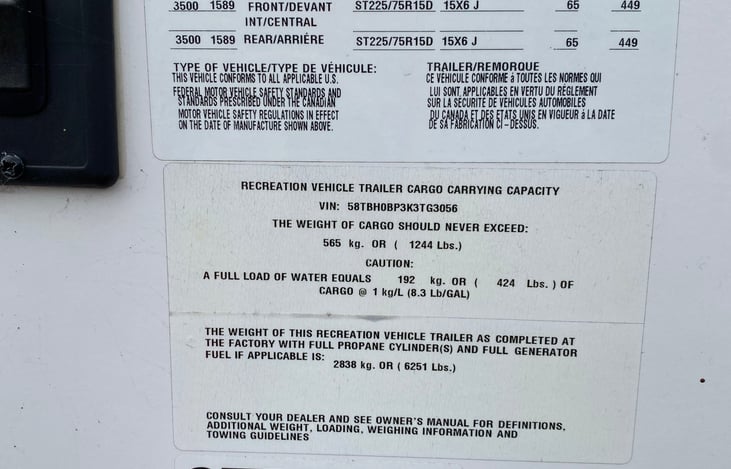 3500 1589 FRONT/DEVANT ST225/75R15D 15X6 J 65 449
INT/CENTRAL
3500 1589 REAR/ARRIÈRE ST225/75R15D 15X6 J 65 449
TYPE OF VEHICLE/TYPE DE VÉHICULE:
THIS VEHICLE CONFORMS TO ALL APPLICABLE U.S.
FEDERAL MOTOR VEHICLE SAFETY STANDARDS AND
STANDARDS PRESCRIBED UNDER THE CANADIAN
MOTOR VEHICLE SAFETY REGULATIONS IN EFFECT
ON THE DATE OF MANUFACTURE SHOWN ABOVE.
TRAILER/REMORQUE
CE VEHICULE CONFORME à TOUTES LES NORMES QUI
LUI SONT APPLICABLES EN VERTU DU RÈGLEMENT
SUR LA SECURITE DE VEHICULES AUTOMOBILES
DU CANADA ET DES ETATS UNIS EN VIGUEUR à LA DATE
DE SA FABRICATION CI-DESSUS.
RECREATION VEHICLE TRAILER CARGO CARRYING CAPACITY
VIN: 58TBH0BP3K3TG3056
THE WEIGHT OF CARGO SHOULD NEVER EXCEED:
565 kg. OR ( 1244 Lbs.)
CAUTION:
A FULL LOAD OF WATER EQUALS 192 kg. OR ( 424 Lbs. ) OF
CARGO @ 1 kg/L (8.3 Lb/GAL)
THE WEIGHT OF THIS RECREATION VEHICLE TRAILER AS COMPLETED AT
THE FACTORY WITH FULL PROPANE CYLINDER(S) AND FULL GENERATOR
FUEL IF APPLICABLE IS:
2838 kg. OR ( 6251 Lbs.)
CONSULT YOUR DEALER AND SEE OWNER'S MANUAL FOR DEFINITIONS,
ADDITIONAL WEIGHT, LOADING, WEIGHING INFORMATION AND
TOWING GUIDELINES